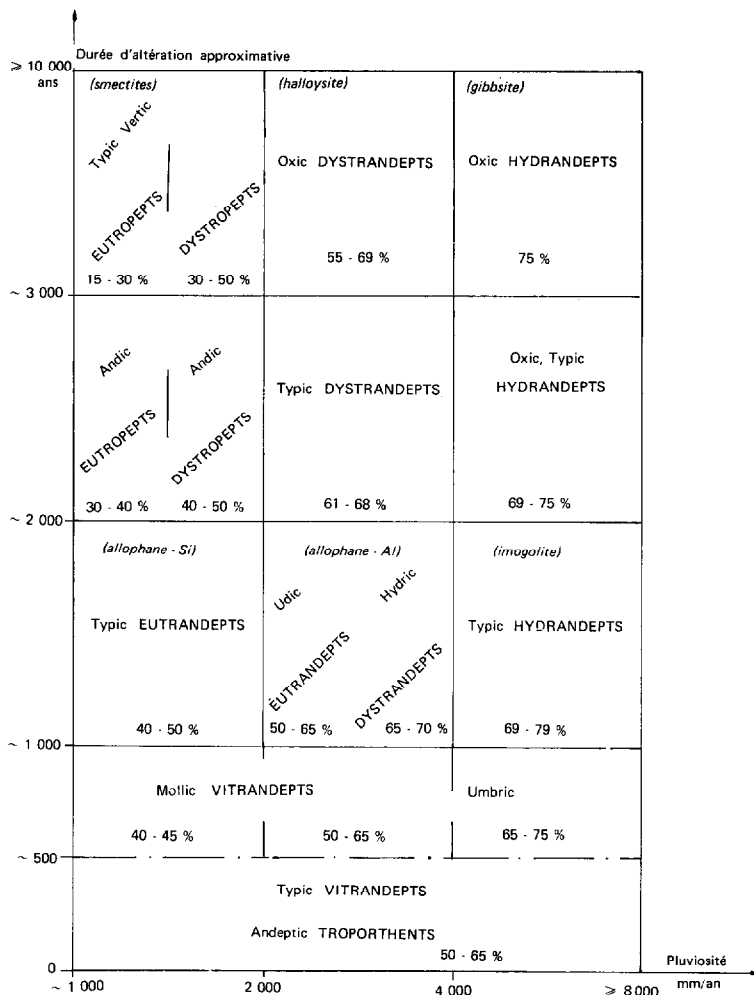 Durée d'altération approximative
⩾ 10 000
ans
(smectites)
(halloysite)
(gibbsite)
Typic Vertic
EUTROPEPTS
DYSTROPEPTS
Oxic DYSTRANDEPTS
Oxic HYDRANDEPTS
15 - 30 %
30 - 50 %
55 - 69 %
75 %
~ 3 000
Andic
Andic
EUTROPEPTS
DYSTROPEPTS
Typic DYSTRANDEPTS
Oxic, Typic
HYDRANDEPTS
30 - 40 %
40 - 50 %
61 - 68 %
69 - 75 %
~ 2 000
(allophane - Si)
(allophane - Al)
(imogolite)
Typic EUTRANDEPTS
Udic
Hydric
EUTRANDEPTS
DYSTRANDEPTS
Typic HYDRANDEPTS
40 - 50 %
50 - 65 %
65 - 70 %
69 - 79 %
~ 1 000
Mollic VITRANDEPTS
Umbric
40 - 45 %
50 - 65 %
65 - 75 %
~ 500
Typic VITRANDEPTS
Andeptic TROPORTHENTS
50 - 65 %
0
~ 1 000
2 000
4 000
⩾ 8 000
Pluviosité
mm/an